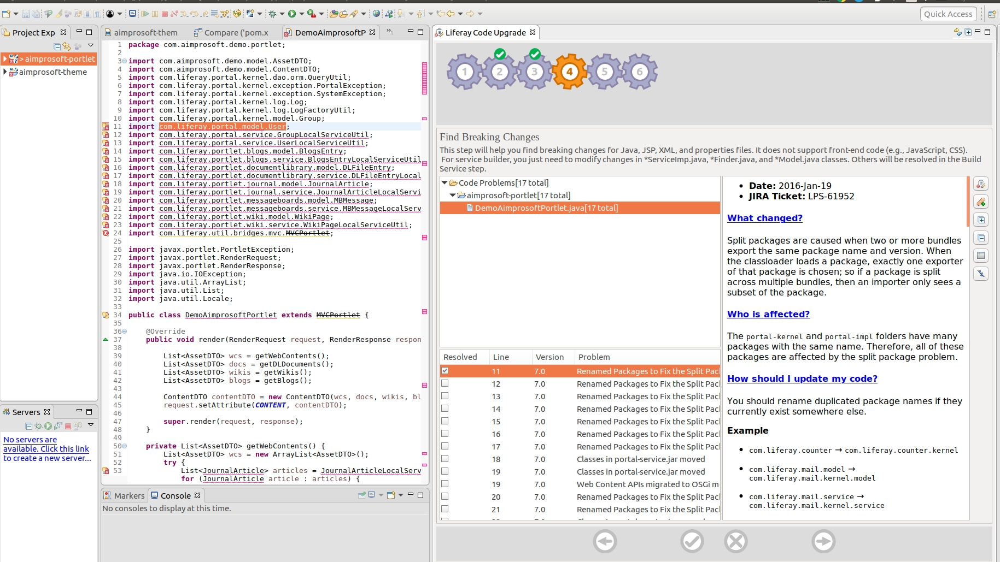 Quick Access
Project Exp
> aimprosoft-portlet
aimprosoft-theme
Servers
No servers are
available. Click this link
to create a new server...
aimprosoft-them
Compare ('pom.x
DemoAimprosoftP
1 package com.aimprosoft.demo.portlet;
2
3 import com.aimprosoft.demo.model.AssetDTO;
4 import com.aimprosoft.demo.model.ContentDTO;
5 import com.liferay.portal.kernel.dao.orm.QueryUtil;
6 import com.liferay.portal.kernel.exception.PortalException;
7 import com.liferay.portal.kernel.exception.SystemException;
8 import com.liferay.portal.kernel.log.Log;
9 import com.liferay.portal.kernel.log.LogFactoryUtil;
10 import com.liferay.portal.kernel.model.Group;
11 import com.liferay.portal.model.User;
12 import com.liferay.portal.service.GroupLocalServiceUtil;
13 import com.liferay.portal.service.UserLocalServiceUtil;
14 import com.liferay.portlet.blogs.model.BlogsEntry;
15 import com.liferay.portlet.blogs.service.BlogsEntryLocalServiceUtil
16 import com.liferay.portlet.documentlibrary.model.DLFileEntry;
17 import com.liferay.portlet.documentlibrary.service.DLFileEntryLocal
18 import com.liferay.portlet.journal.model.JournalArticle;
19 import com.liferay.portlet.journal.service.JournalArticleLocalServi
20 import com.liferay.portlet.messageboards.model.MBMessage;
21 import com.liferay.portlet.messageboards.service.MBMessageLocalServ
22 import com.liferay.portlet.wiki.model.WikiPage;
23 import com.liferay.portlet.wiki.service.WikiPageLocalServiceUtil;
24 import com.liferay.util.bridges.mvc.MVCPortlet;
25
26 import javax.portlet.PortletException;
27 import javax.portlet.RenderRequest;
28 import javax.portlet.RenderResponse;
29 import java.io.IOException;
30 import java.util.ArrayList;
31 import java.util.List;
32 import java.util.Locale;
33
34 public class DemoAimprosoftPortlet extends MVCPortlet {
35
36 @Override
37 public void render(RenderRequest request, RenderResponse respon
38
39 List<AssetDTO> wcs = getWebContents();
40 List<AssetDTO> docs = getDLDocuments();
41 List<AssetDTO> wikis = getWikis();
42 List<AssetDTO> blogs = getBlogs();
43
44 ContentDTO contentDTO = new ContentDTO(wcs, docs, wikis, bl
45 request.setAttribute(CONTENT, contentDTO);
46
47 super.render(request, response);
48 }
49
50 private List<AssetDTO> getWebContents() {
51 List<AssetDTO> wcs = new ArrayList<AssetDTO>();
52 try {
53 List<JournalArticle> articles = JournalArticleLocalServ
for (JournalArticle article : articles) {
Markers
Console
No consoles to display at this time.
Liferay Code Upgrade
1 2 3 4 5 6
Find Breaking Changes
This step will help you find breaking changes for Java, JSP, XML, and properties files. It does not support front-end code (e.g., JavaScript, CSS).
For service builder, you just need to modify changes in *ServiceImp.java, *Finder.java, and *Model.java classes. Others will be resolved in the Build
Service step.
Code Problems[17 total]
aimprosoft-portlet[17 total]
DemoAimprosoftPortlet.java[17 total]
Resolved Line Version Problem
11 7.0 Renamed Packages to Fix the Split Pac
12 7.0 Renamed Packages to Fix the Split Pac
13 7.0 Renamed Packages to Fix the Split Pac
14 7.0 Renamed Packages to Fix the Split Pac
15 7.0 Renamed Packages to Fix the Split Pac
16 7.0 Renamed Packages to Fix the Split Pac
17 7.0 Renamed Packages to Fix the Split Pac
18 7.0 Classes in portal-service.jar moved
19 7.0 Classes in portal-service.jar moved
19 7.0 Web Content APIs migrated to OSGi m
20 7.0 Renamed Packages to Fix the Split Pac
21 7.0 Renamed Packages to Fix the Split Pac
• Date: 2016-Jan-19
• JIRA Ticket: LPS-61952
What changed?
Split packages are caused when two or more bundles
export the same package name and version. When
the classloader loads a package, exactly one exporter
of that package is chosen; so if a package is split
across multiple bundles, then an importer only sees a
subset of the package.
Who is affected?
The portal-kernel and portal-impl folders have many
packages with the same name. Therefore, all of these
packages are affected by the split package problem.
How should I update my code?
You should rename duplicated package names if they
currently exist somewhere else.
Example
• com.liferay.counter → com.liferay.counter.kernel
• com.liferay.mail.model →
com.liferay.mail.kernel.model
• com.liferay.mail.service →
com.liferay.mail.kernel.service